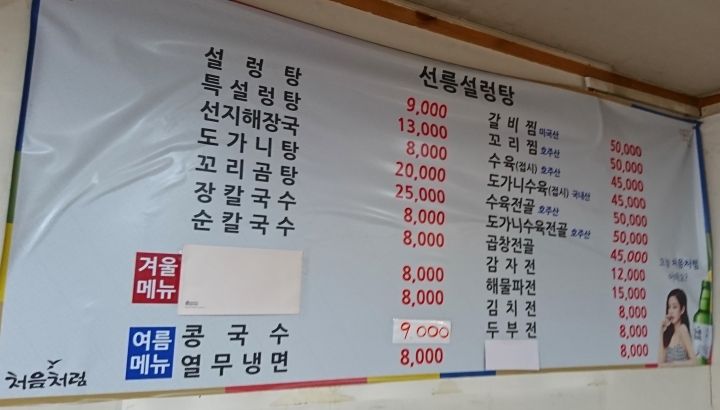 선릉설렁탕
설렁탕 9,000
특설렁탕 13,000
선지해장국 8,000
도가니탕 20,000
꼬리곰탕 25,000
장칼국수 8,000
순칼국수 8,000
겨울
메뉴
8,000
8,000
여름
메뉴
콩국수 9000
열무냉면 8,000
갈비찜 미국산 50,000
꼬리찜 호주산 50,000
수육(접시) 호주산 45,000
도가니수육(접시) 국내산 45,000
수육전골 호주산 50,000
도가니수육전골 호주산 50,000
곱창전골 45,000
감자전 12,000
해물파전 15,000
김치전 8,000
두부전 8,000
8,000
처음처럼